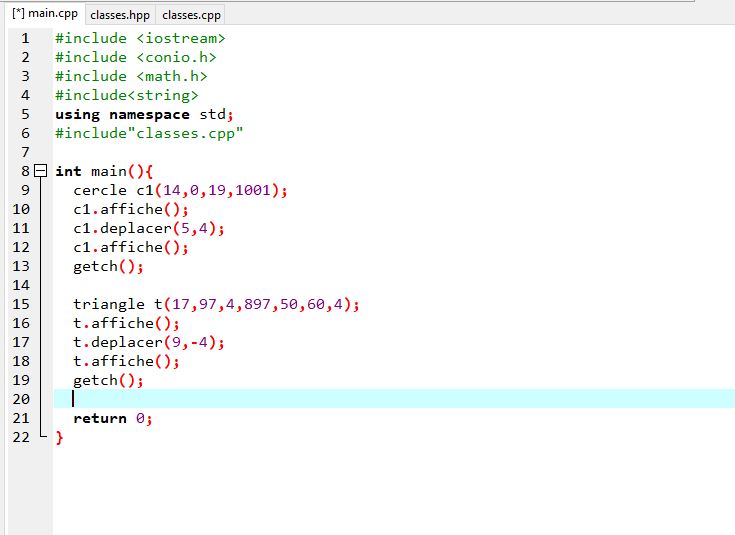 [*] main.cpp classes.hpp classes.cpp
1 #include <iostream>
2 #include <conio.h>
3 #include <math.h>
4 #include<string>
5 using namespace std;
6 #include"classes.cpp"
7
8 int main(){
9 cercle c1(14,0,19,1001);
10 c1.affiche();
11 c1.deplacer(5,4);
12 c1.affiche();
13 getch();
14
15 triangle t(17,97,4,897,50,60,4);
16 t.affiche();
17 t.deplacer(9,-4);
18 t.affiche();
19 getch();
20
21 return 0;
22 }